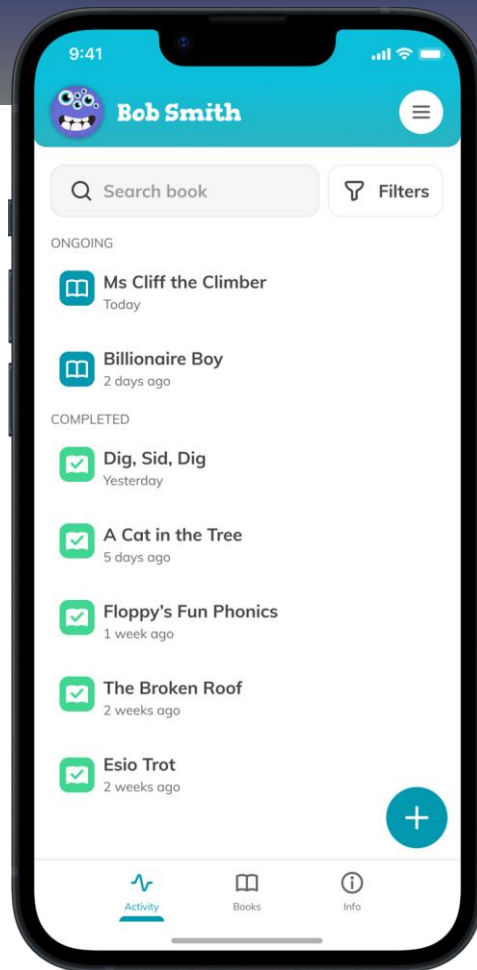 9:41
Bob Smith
Search book
Filters
ONGOING
Ms Cliff the Climber
Today
Billionaire Boy
2 days ago
COMPLETED
Dig, Sid, Dig
Yesterday
A Cat in the Tree
5 days ago
Floppy’s Fun Phonics
1 week ago
The Broken Roof
2 weeks ago
Esio Trot
2 weeks ago
Activity
Books
Info